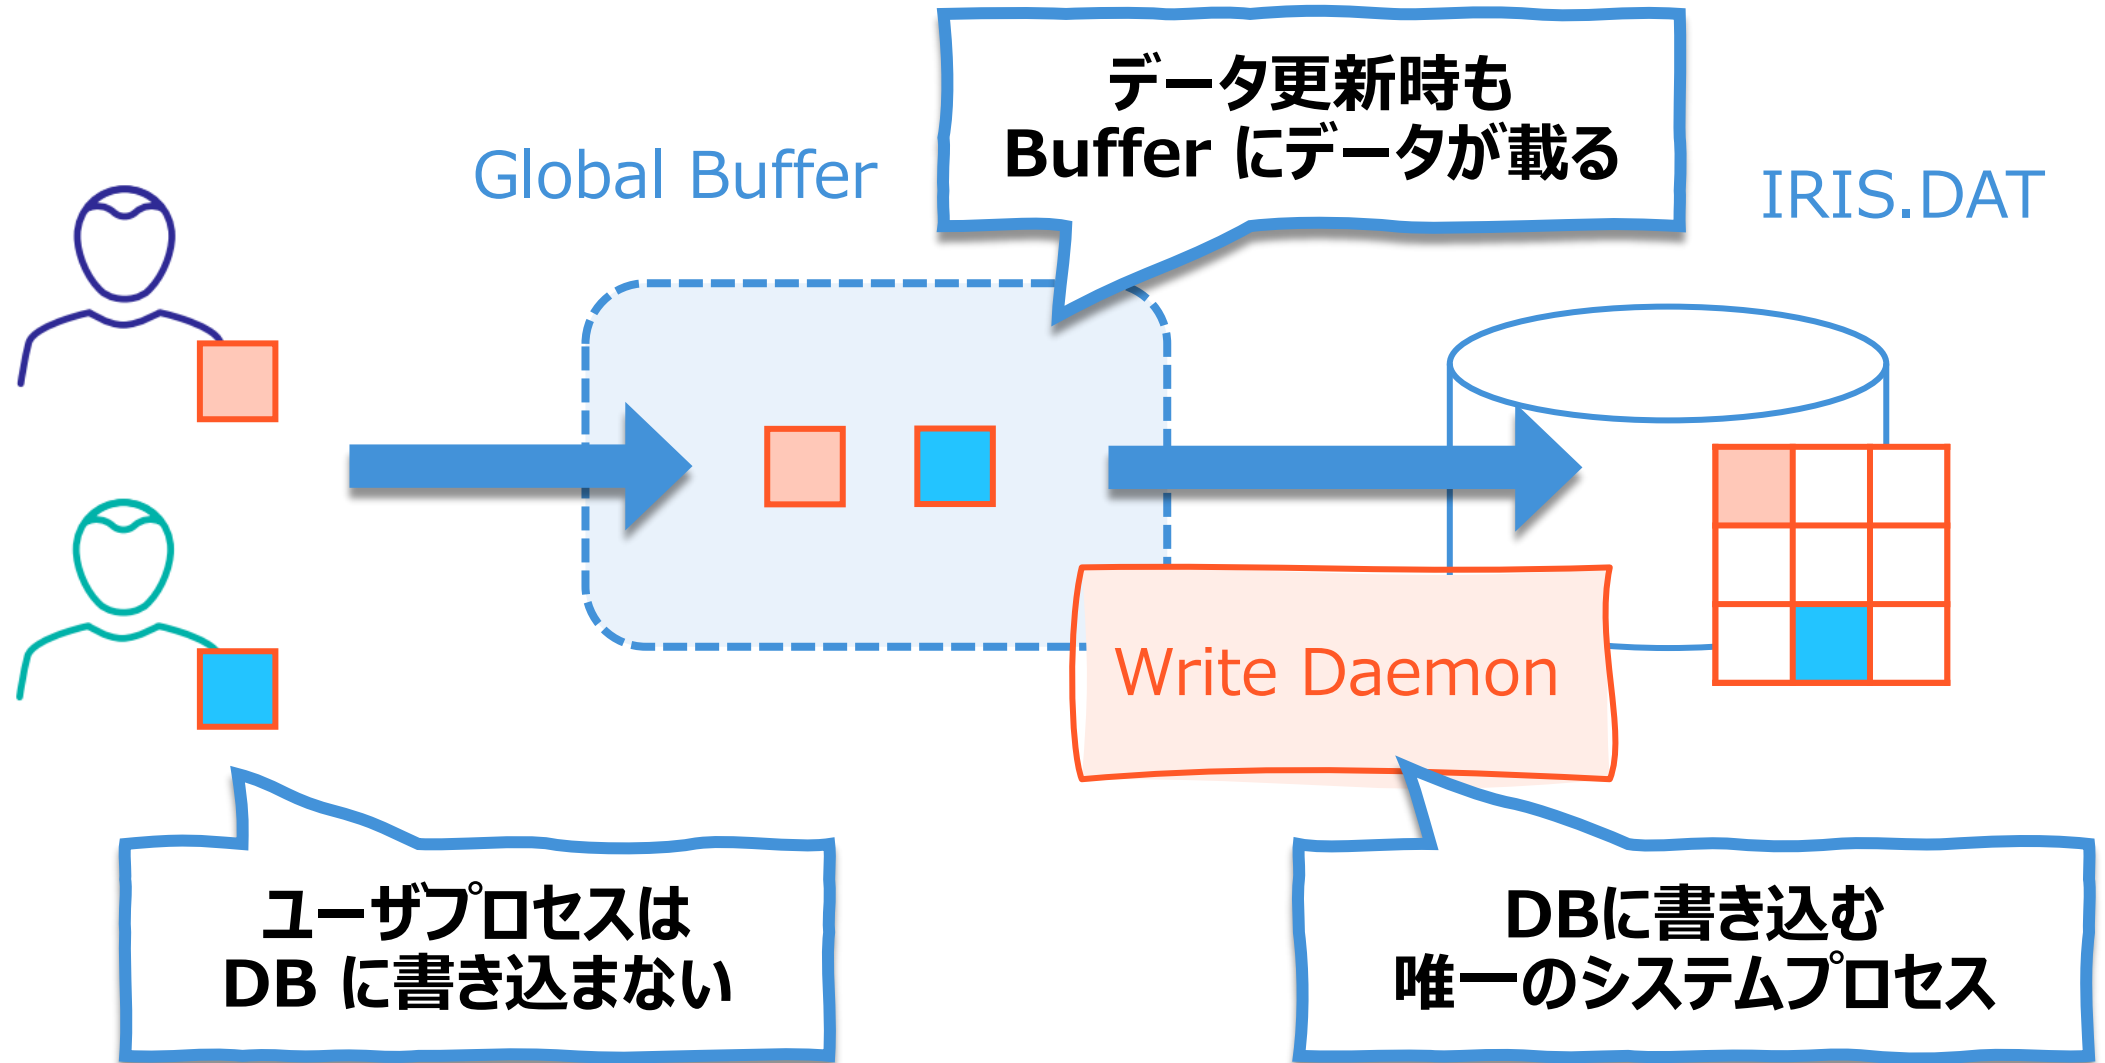 データ更新時も
Buffer にデータが載る
Global Buffer
IRIS.DAT
Write Daemon
ユーザプロセスは
DB に書き込まない
DBに書き込む
唯一のシステムプロセス